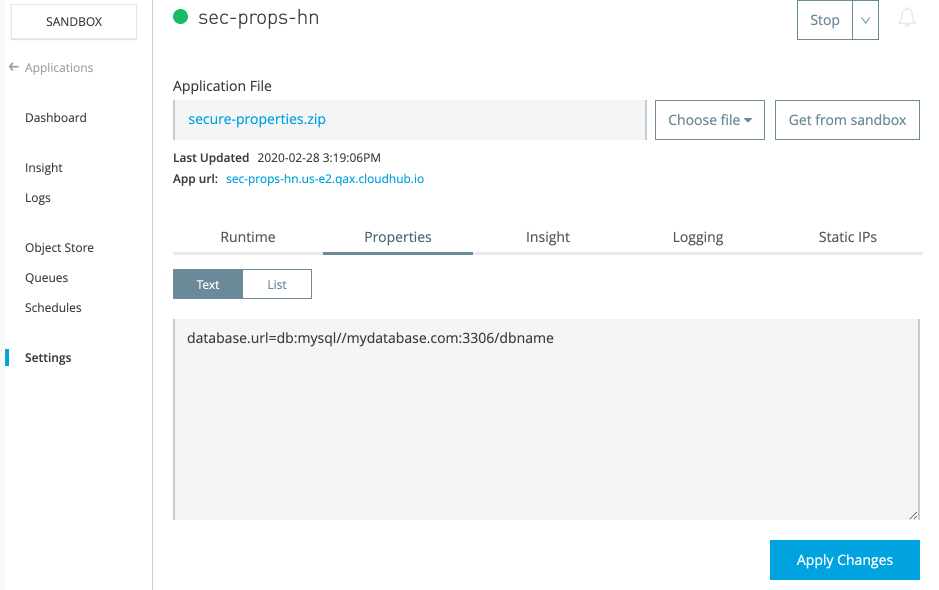 SANDBOX
sec-props-hn
Stop
Applications
Application File
secure-properties.zip
Choose file
Get from sandbox
Dashboard
Last Updated 2020-02-28 3:19:06PM
Insight
App url: sec-props-hn.us-e2.qax.cloudhub.io
Logs
Runtime Properties Insight Logging Static IPs
Object Store
Queues
Text List
Schedules
database.url=db:mysql//mydatabase.com:3306/dbname
Settings
Apply Changes